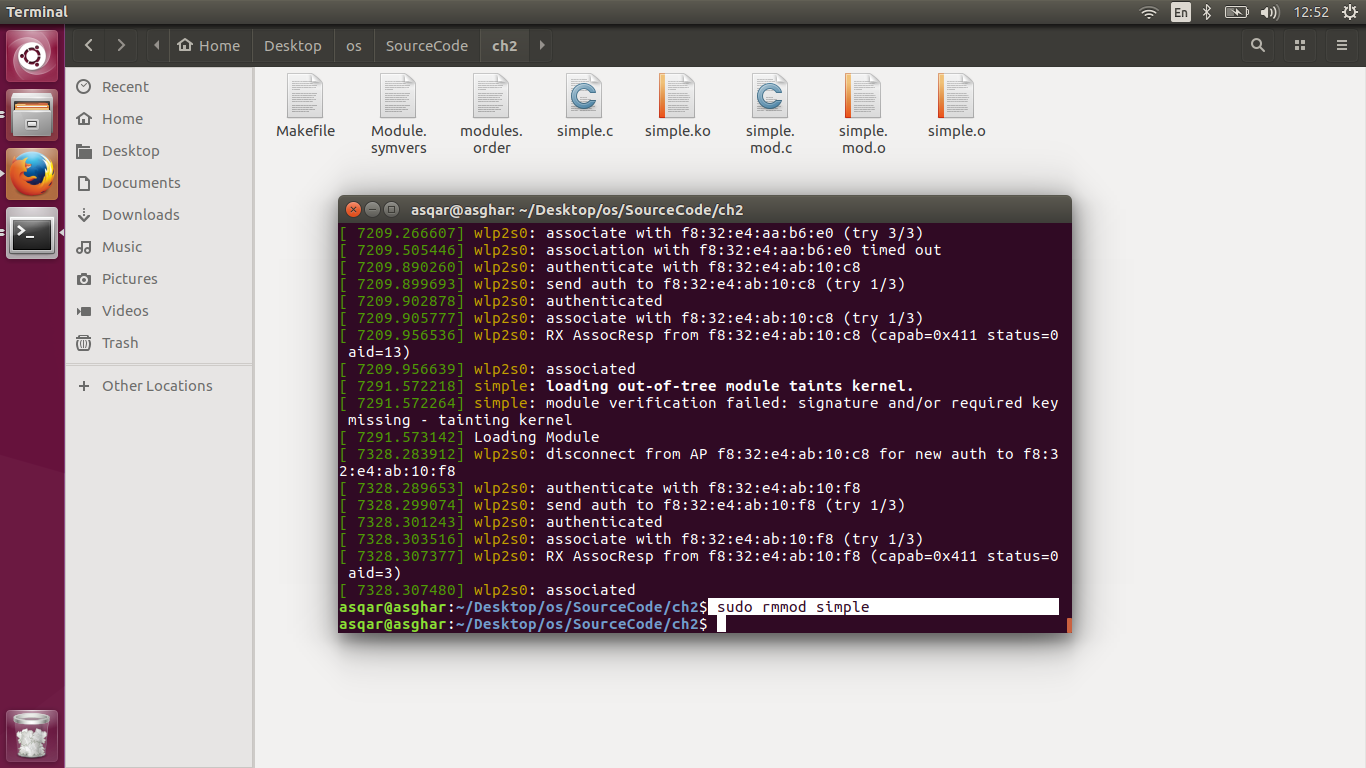 Terminal
En
12:52
Home
Desktop
os
SourceCode
ch2
Recent
Home
Desktop
Documents
Downloads
Music
Pictures
Videos
Trash
Other Locations
Makefile
Module.
symvers
modules.
order
simple.c
simple.ko
simple.
mod.c
simple.
mod.o
simple.o
asqar@asghar: ~/Desktop/os/SourceCode/ch2
[ 7209.266607] wlp2s0: associate with f8:32:e4:aa:b6:e0 (try 3/3)
[ 7209.505446] wlp2s0: association with f8:32:e4:aa:b6:e0 timed out
[ 7209.890260] wlp2s0: authenticate with f8:32:e4:ab:10:c8
[ 7209.899693] wlp2s0: send auth to f8:32:e4:ab:10:c8 (try 1/3)
[ 7209.902878] wlp2s0: authenticated
[ 7209.905777] wlp2s0: associate with f8:32:e4:ab:10:c8 (try 1/3)
[ 7209.956536] wlp2s0: RX AssocResp from f8:32:e4:ab:10:c8 (capab=0x411 status=0
aid=13)
[ 7209.956639] wlp2s0: associated
[ 7291.572218] simple: loading out-of-tree module taints kernel.
[ 7291.572264] simple: module verification failed: signature and/or required key
missing - tainting kernel
[ 7291.573142] Loading Module
[ 7328.283912] wlp2s0: disconnect from AP f8:32:e4:ab:10:c8 for new auth to f8:3
2:e4:ab:10:f8
[ 7328.289653] wlp2s0: authenticate with f8:32:e4:ab:10:f8
[ 7328.299074] wlp2s0: send auth to f8:32:e4:ab:10:f8 (try 1/3)
[ 7328.301243] wlp2s0: authenticated
[ 7328.303516] wlp2s0: associate with f8:32:e4:ab:10:f8 (try 1/3)
[ 7328.307377] wlp2s0: RX AssocResp from f8:32:e4:ab:10:f8 (capab=0x411 status=0
aid=3)
[ 7328.307480] wlp2s0: associated
asqar@asghar:~/Desktop/os/SourceCode/ch2$ sudo rmmod simple
asqar@asghar:~/Desktop/os/SourceCode/ch2$